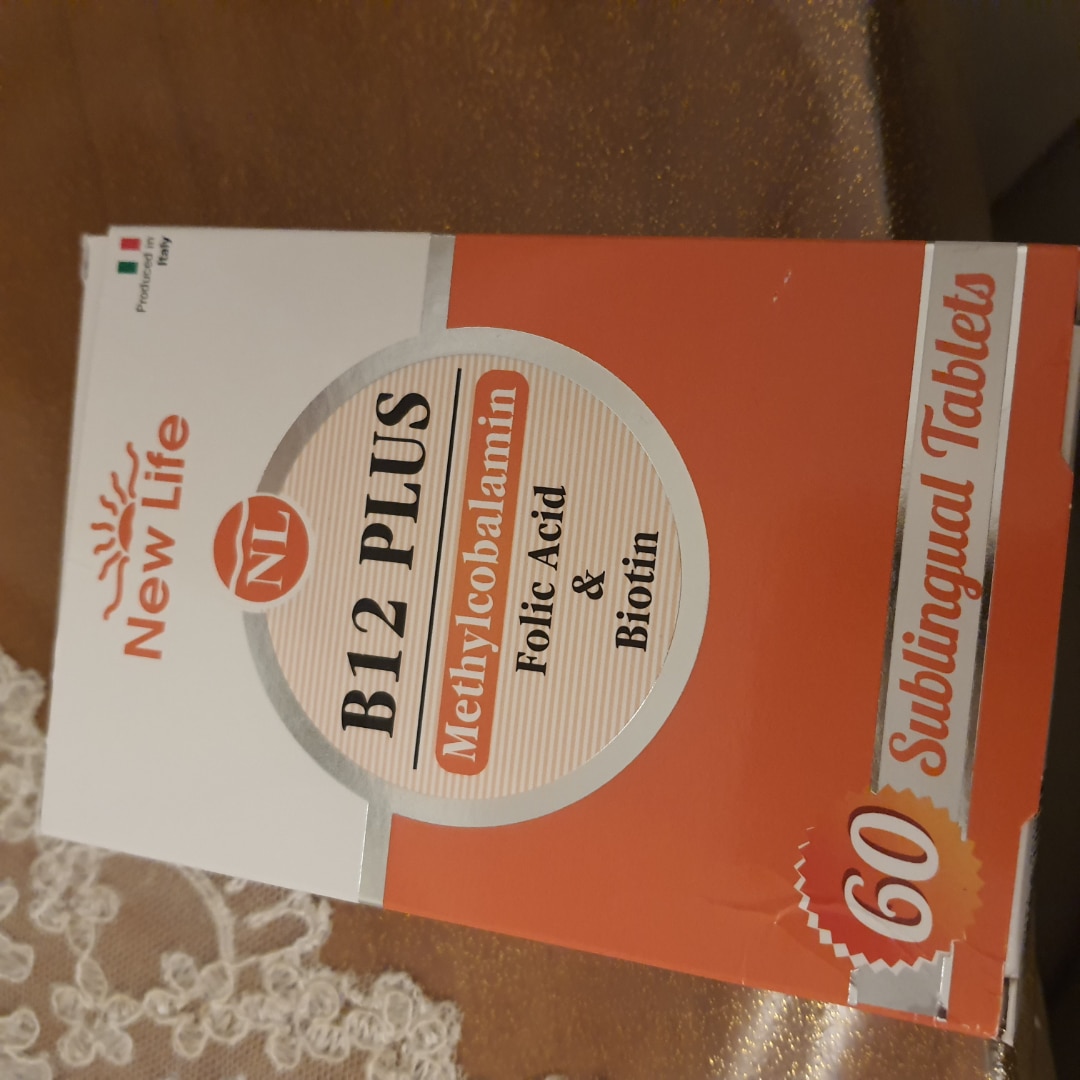 Produced in
Italy
New Life
NL
B12 PLUS
Methylcobalamin
Folic Acid
&
Biotin
60 Sublingual Tablets